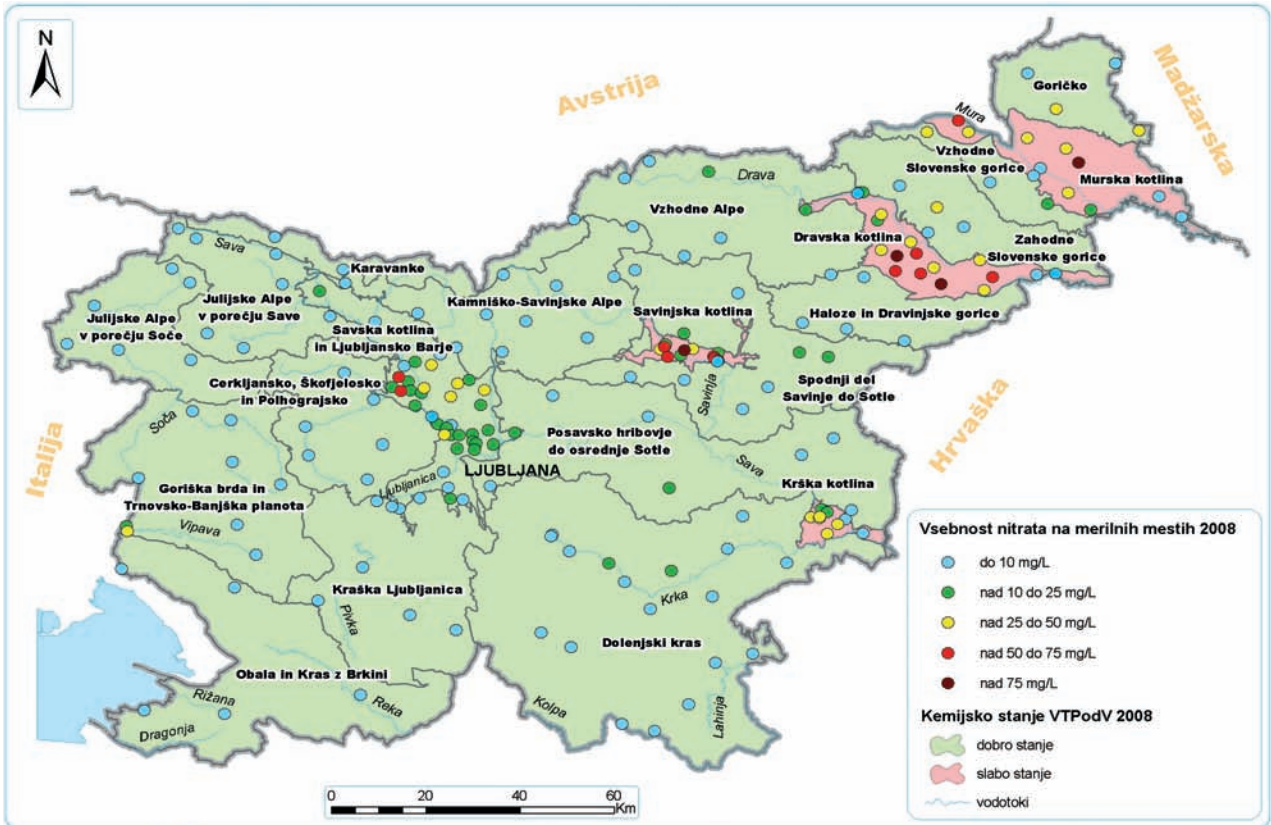 N
Avstrija
Madžarska
Goričko
Mura
Vzhodne
Slovenske gorice
Murska kotlina
Drava
Vzhodne Alpe
Dravska kotlina
Zahodne
Slovenske gorice
Sava
Karavanke
Julijske Alpe
v porečju Save
Kamniško-Savinjske Alpe
Savinjska kotlina
Haloze in Dravinjske gorice
Julijske Alpe
v porečju Soče
Savska kotlina
in Ljubljansko Barje
Cerkljansko, Škofjelosko
in Polhograjsko
Savinja
Spodnji del
Savinje do Sotle
Hrvaška
Italija
Soča
Posavsko hribovje
do osrednje Sotle
Sava
LJUBLJANA
Ljubljanica
Goriška brda in
Trnovsko-Banjška planota
Krška kotlina
Vipava
Kraška Ljubljanica
Krka
Pivka
Dolenjski kras
Obala in Kras z Brkini
Rižana
Reka
Kolpa
Lahinja
Dragonja
0 20 40 60
Km
Vsebnost nitrata na merilnih mestih 2008
do 10 mg/L
nad 10 do 25 mg/L
nad 25 do 50 mg/L
nad 50 do 75 mg/L
nad 75 mg/L
Kemijsko stanje VTPodV 2008
dobro stanje
slabo stanje
vodotoki